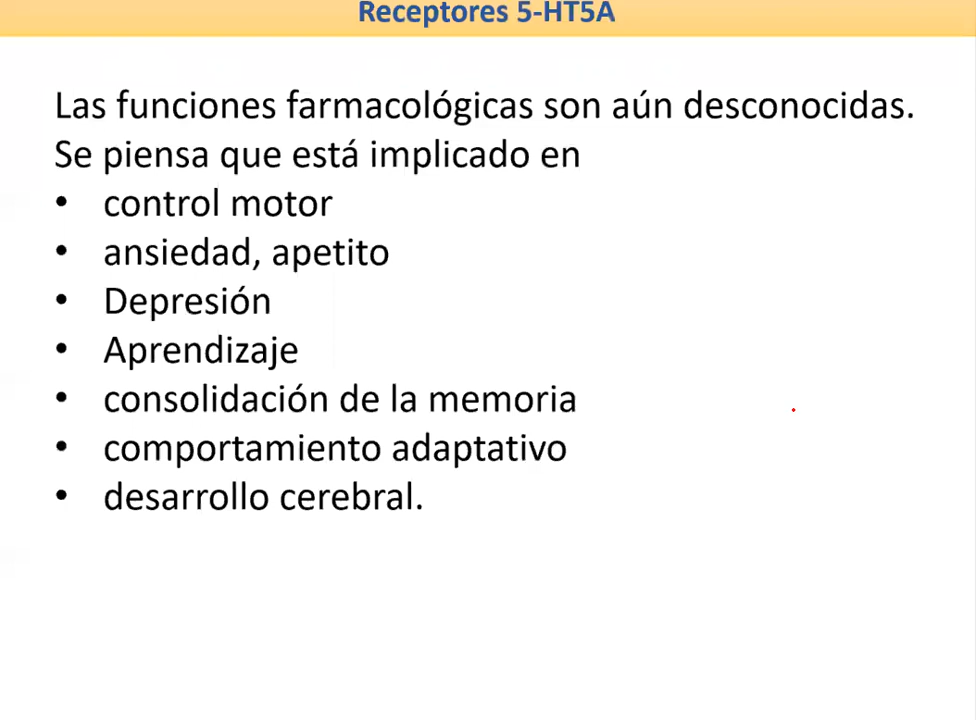 Receptores 5-HT5A
Las funciones farmacológicas son aún desconocidas.
Se piensa que está implicado en
• control motor
• ansiedad, apetito
• Depresión
• Aprendizaje
• consolidación de la memoria
• comportamiento adaptativo
• desarrollo cerebral.